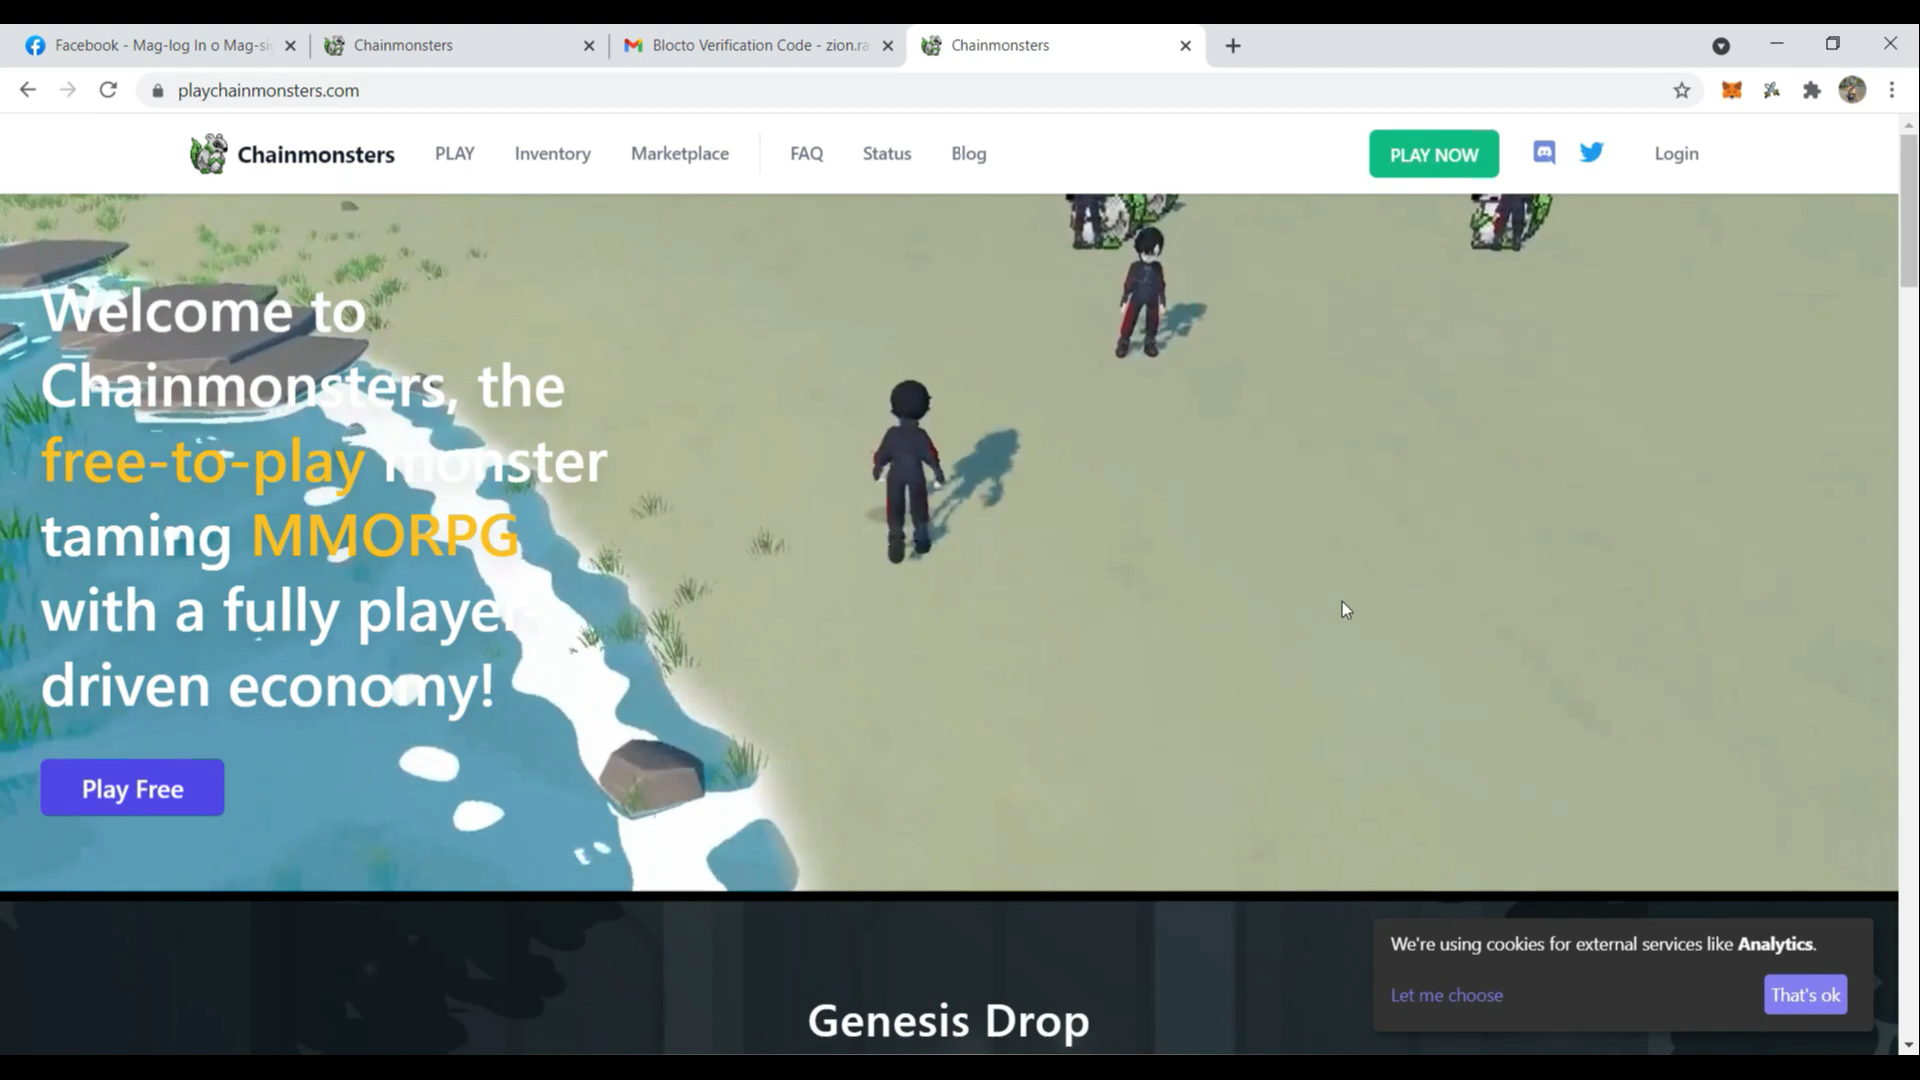 Facebook - Mag-log In o Mag-si
Chainmonsters
Blocto Verification Code - zion.ra
Chainmonsters
playchainmonsters.com
Chainmonsters
PLAY
Inventory
Marketplace
FAQ
Status
Blog
PLAY NOW
Login
Welcome to
Chainmonsters, the
free-to-play monster
taming MMORPG
with a fully player
driven economy!
Play Free
Genesis Drop
We're using cookies for external services like Analytics.
Let me choose
That's ok